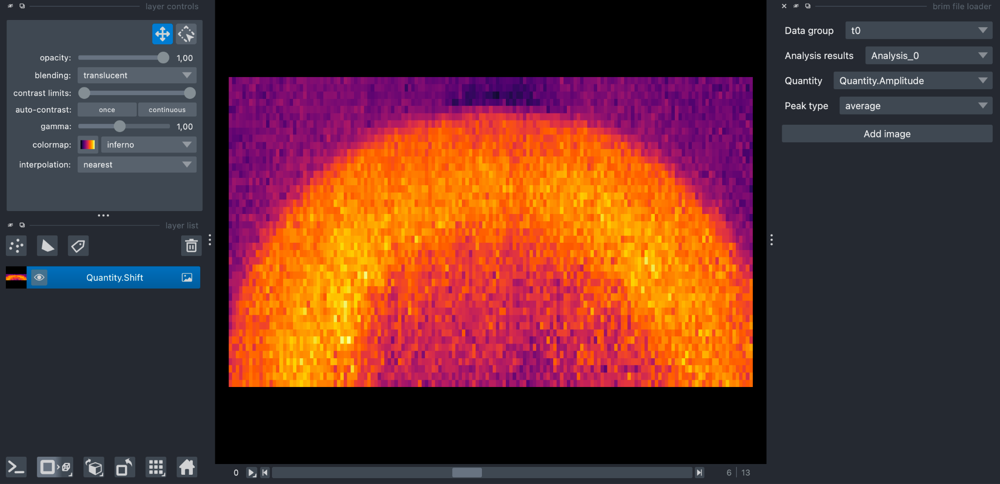 layer controls
opacity: 1,00
blending: translucent
contrast limits:
auto-contrast: once continuous
gamma: 1,00
colormap: inferno
interpolation: nearest
layer list
Quantity.Shift
0 6 13
brim file loader
Data group t0
Analysis results Analysis_0
Quantity Quantity.Amplitude
Peak type average
Add image